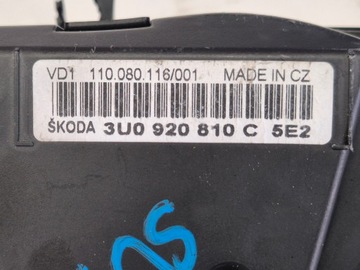 VD1 110.080.116/001 MADE IN CZ
ŠKODA 3U0 920 810 C 5E2